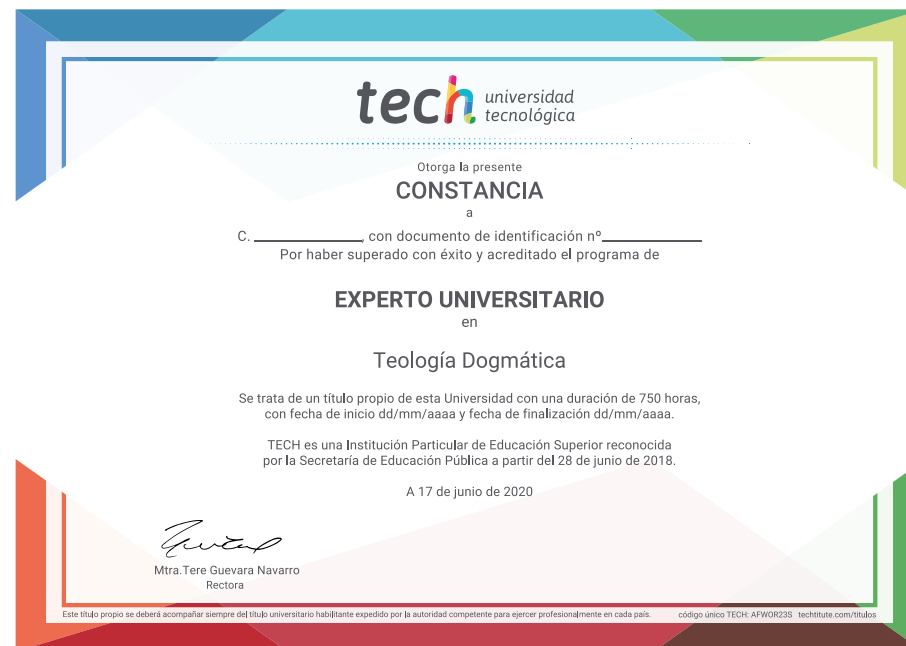 tech universidad
tecnológica
Otorga la presente
CONSTANCIA
a
C. ________________, con documento de identificación nº________________
Por haber superado con éxito y acreditado el programa de
EXPERTO UNIVERSITARIO
en
Teología Dogmática
Se trata de un título propio de esta Universidad con una duración de 750 horas,
con fecha de inicio dd/mm/aaaa y fecha de finalización dd/mm/aaaa.
TECH es una Institución Particular de Educación Superior reconocida
por la Secretaría de Educación Pública a partir del 28 de junio de 2018.
A 17 de junio de 2020
Mtra.Tere Guevara Navarro
Rectora
Este título propio se deberá acompañar siempre del título universitario habilitante expedido por la autoridad competente para ejercer profesionalmente en cada país. código único TECH: AFWOR23S techtitute.com/titulos